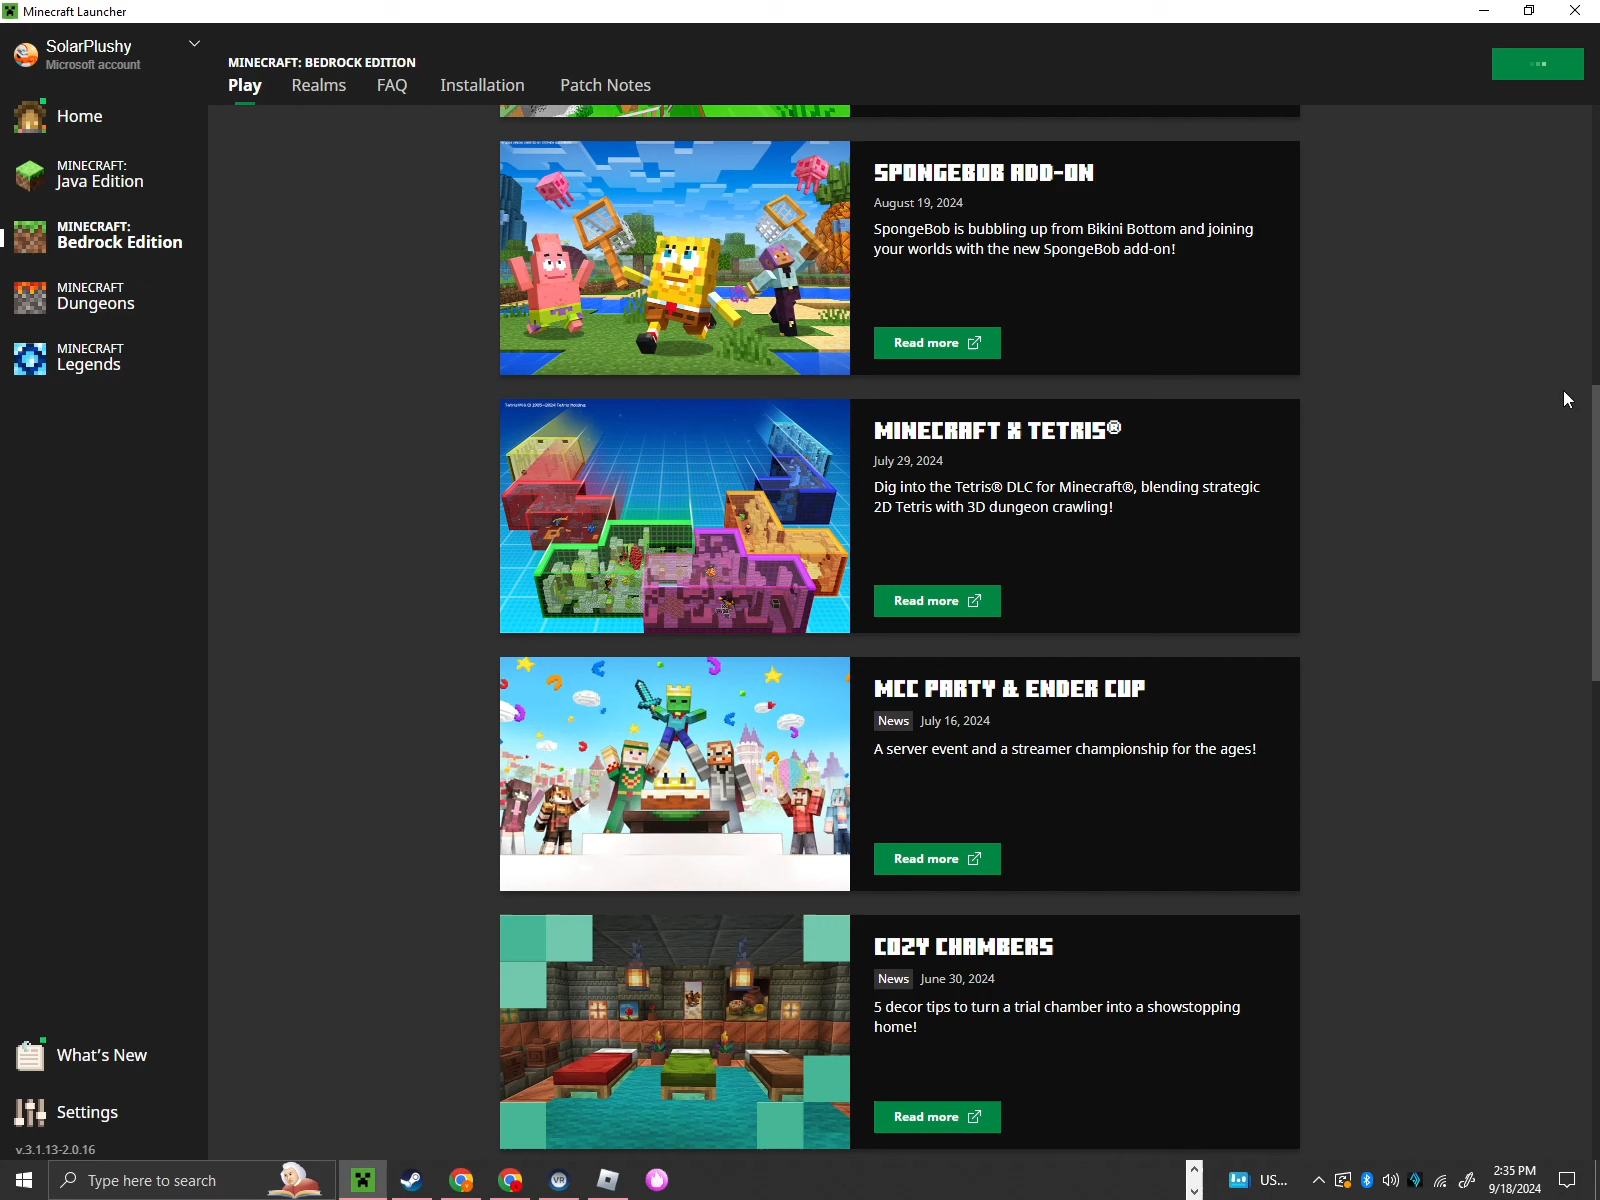 Minecraft Launcher
SolarPlushy
Microsoft account
MINECRAFT: BEDROCK EDITION
Play
Realms
FAQ
Installation
Patch Notes
Home
MINECRAFT:
Java Edition
MINECRAFT:
Bedrock Edition
MINECRAFT
Dungeons
MINECRAFT
Legends
SPONGEBOB ADD-ON
August 19, 2024
SpongeBob is bubbling up from Bikini Bottom and joining
your worlds with the new SpongeBob add-on!
Read more
MINECRAFT X TETRIS®
July 29, 2024
Dig into the Tetris® DLC for Minecraft®, blending strategic
2D Tetris with 3D dungeon crawling!
Read more
MCC PARTY & ENDER CUP
News July 16, 2024
A server event and a streamer championship for the ages!
Read more
COZY CHAMBERS
News June 30, 2024
5 decor tips to turn a trial chamber into a showstopping
home!
Read more
What's New
Settings
v.3.1.13-2.0.16
Type here to search
VR
US...
2:35 PM
9/18/2024